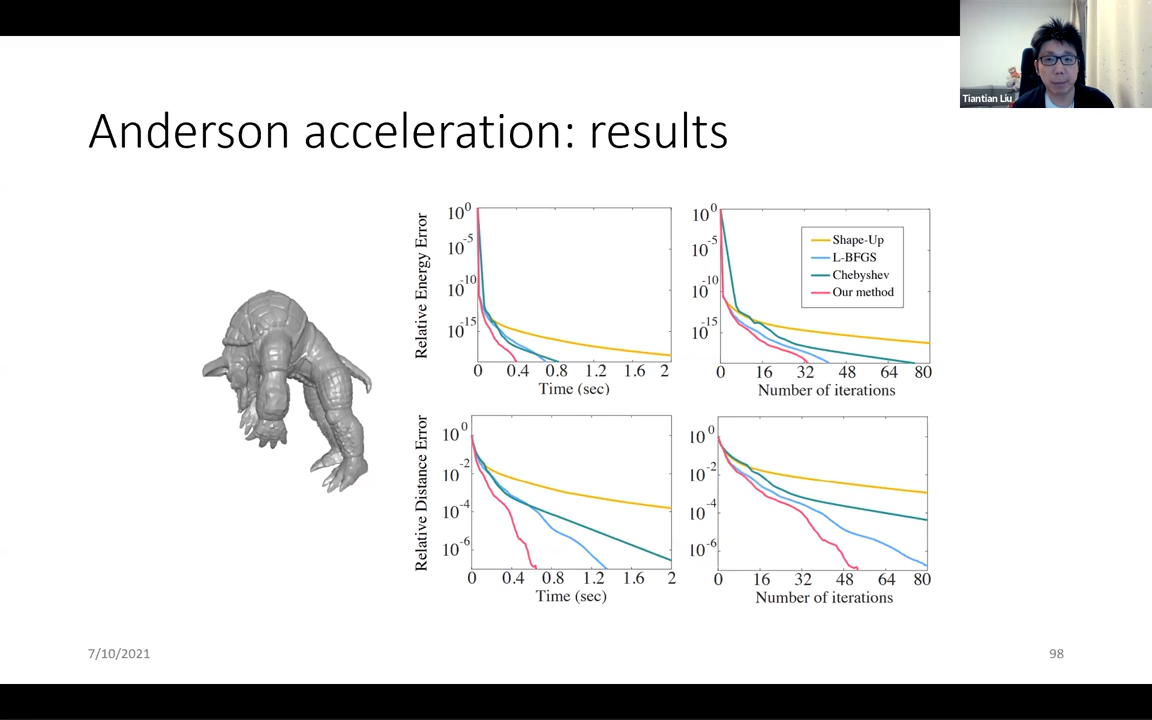 Tiantian Liu
Anderson acceleration: results
Relative Energy Error
10^0
10^-5
10^-10
10^-15
0 0.4 0.8 1.2 1.6 2
Time (sec)
10^0
10^-5
10^-10
10^-15
Shape-Up
L-BFGS
Chebyshev
Our method
0 16 32 48 64 80
Number of iterations
Relative Distance Error
10^0
10^-2
10^-4
10^-6
0 0.4 0.8 1.2 1.6 2
Time (sec)
10^0
10^-2
10^-4
10^-6
0 16 32 48 64 80
Number of iterations
7/10/2021
98